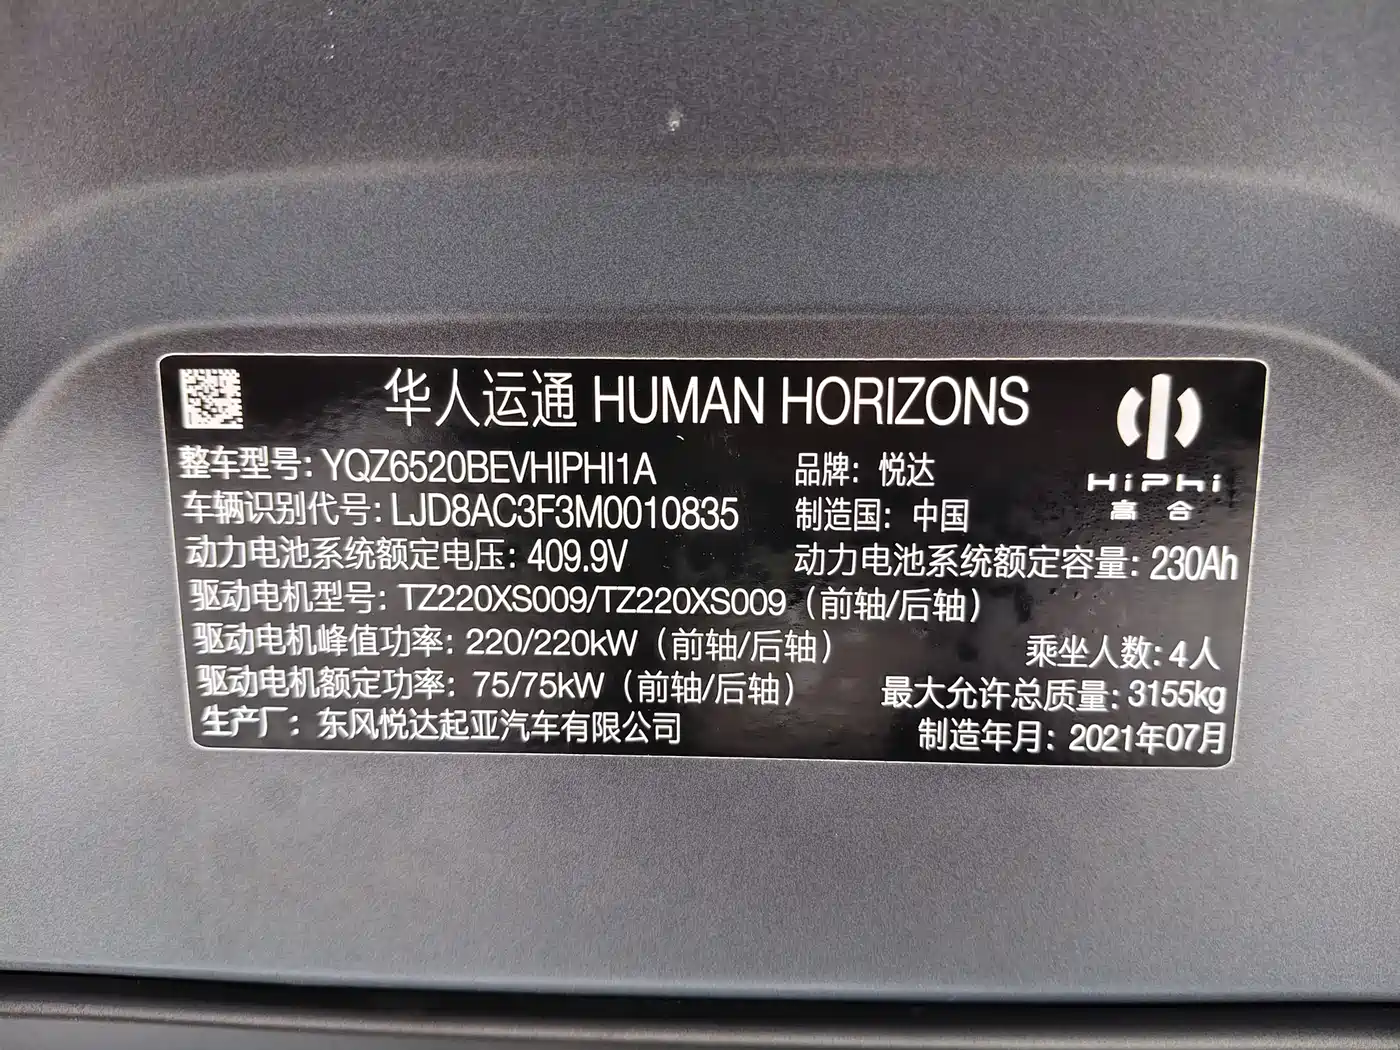 华人运通 HUMAN HORIZONS
HiPhi
高合
整车型号: YQZ6520BEVHIPHI1A 品牌: 悦达
车辆识别代号: LJD8AC3F3M0010835 制造国: 中国
动力电池系统额定电压: 409.9V 动力电池系统额定容量: 230Ah
驱动电机型号: TZ220XS009/TZ220XS009（前轴/后轴）
驱动电机峰值功率: 220/220kW（前轴/后轴） 乘坐人数: 4人
驱动电机额定功率: 75/75kW（前轴/后轴） 最大允许总质量: 3155kg
生产厂: 东风悦达起亚汽车有限公司 制造年月: 2021年07月